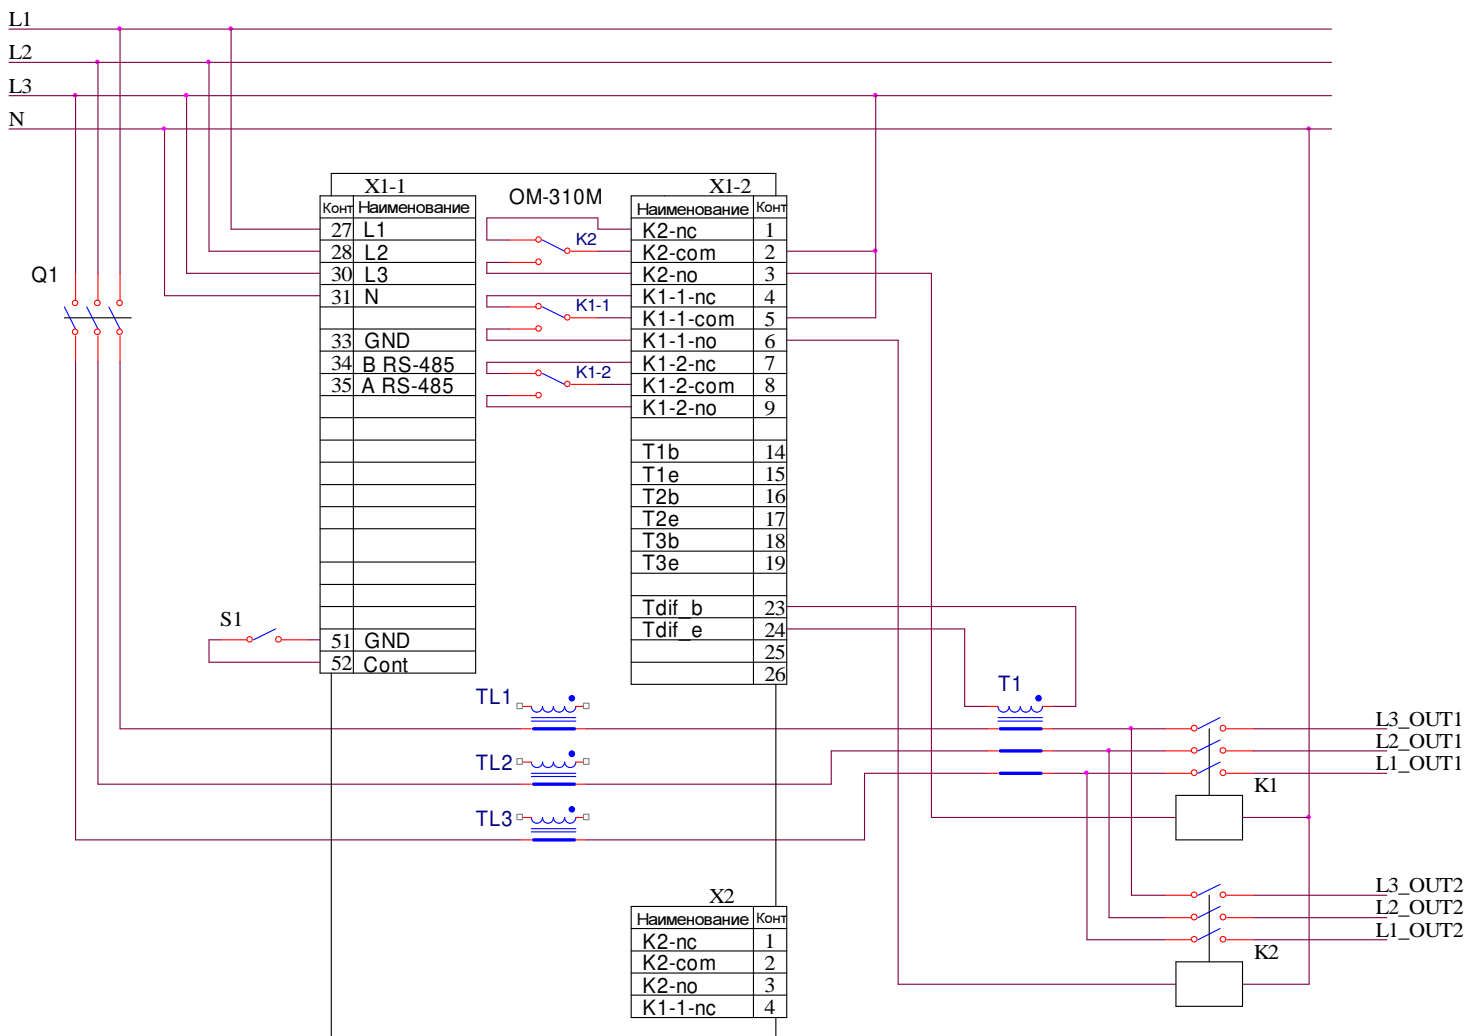 L1
L2
L3
N
X1-1
OM-310M
X1-2
Конт Наименование
Наименование Конт
27 L1
K2-nc 1
K2
28 L2
K2-com 2
Q1
30 L3
K2-no 3
31 N
K1-1-nc 4
K1-1
K1-1-com 5
33 GND
K1-1-no 6
34 B RS-485
K1-2-nc 7
K1-2
35 A RS-485
K1-2-com 8
K1-2-no 9
T1b 14
T1e 15
T2b 16
T2e 17
T3b 18
T3e 19
Tdif_b 23
S1
Tdif_e 24
51 GND
25
52 Cont
26
T1
TL1
L3_OUT1
L2_OUT1
TL2
L1_OUT1
K1
TL3
X2
L3_OUT2
Наименование Конт
L2_OUT2
K2-nc 1
L1_OUT2
K2
K2-com 2
K2-no 3
K1-1-nc 4